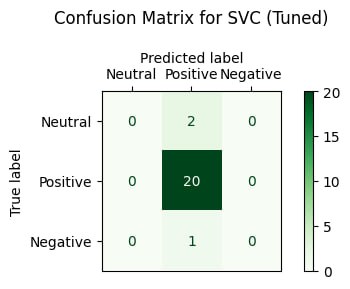 Confusion Matrix for SVC (Tuned)
Predicted label
Neutral Positive Negative
Neutral 0 2 0
Positive 0 20 0
Negative 0 1 0
True label
20
15
10
5
0